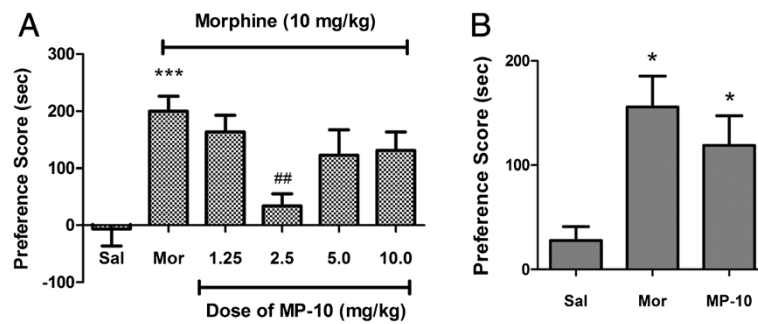 A
Morphine (10 mg/kg)
Preference Score (sec)
300
200
100
0
-100
***
##
Sal Mor 1.25 2.5 5.0 10.0
Dose of MP-10 (mg/kg)
B
Preference Score (sec)
200
100
0
* *
Sal Mor MP-10